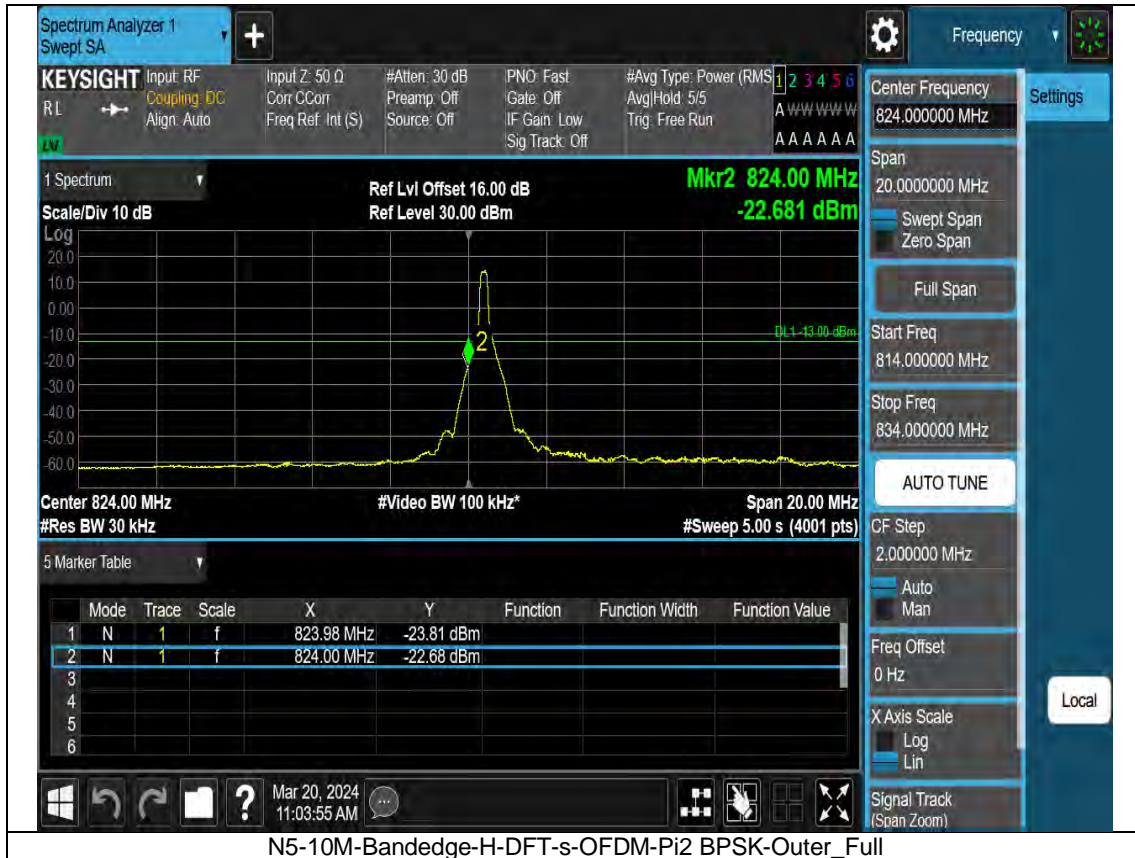 Spectrum Analyzer 1
Swept SA
+
Frequency
KEYSIGHT
RL
Input: RF
Coupling: DC
Align: Auto
Input Z: 50 Ω
Corr CCorr
Freq Ref: Int (S)
#Atten: 30 dB
Preamp: Off
Source: Off
PNO: Fast
Gate: Off
IF Gain: Low
Sig Track: Off
#Avg Type: Power (RMS
Avg|Hold: 5/5
Trig: Free Run
1 2 3 4 5 6
A W W W W W
A A A A A A
1 Spectrum
Ref Lvl Offset 16.00 dB
Mkr2 824.00 MHz
Scale/Div 10 dB
Ref Level 30.00 dBm
-22.681 dBm
Log
20.0
10.0
0.00
-10.0
-20.0
-30.0
-40.0
-50.0
-60.0
DL1 -13.00 dBm
2
Center 824.00 MHz
#Video BW 100 kHz*
Span 20.00 MHz
#Res BW 30 kHz
#Sweep 5.00 s (4001 pts)
5 Marker Table
Mode Trace Scale X Y Function Function Width Function Value
1 N 1 f 823.98 MHz -23.81 dBm
2 N 1 f 824.00 MHz -22.68 dBm
3
4
5
6
Mar 20, 2024
11:03:55 AM
?
Center Frequency
824.000000 MHz
Settings
Span
20.0000000 MHz
Swept Span
Zero Span
Full Span
Start Freq
814.000000 MHz
Stop Freq
834.000000 MHz
AUTO TUNE
CF Step
2.000000 MHz
Auto
Man
Freq Offset
0 Hz
Local
X Axis Scale
Log
Lin
Signal Track
(Span Zoom)
N5-10M-Bandedge-H-DFT-s-OFDM-Pi2 BPSK-Outer_Full